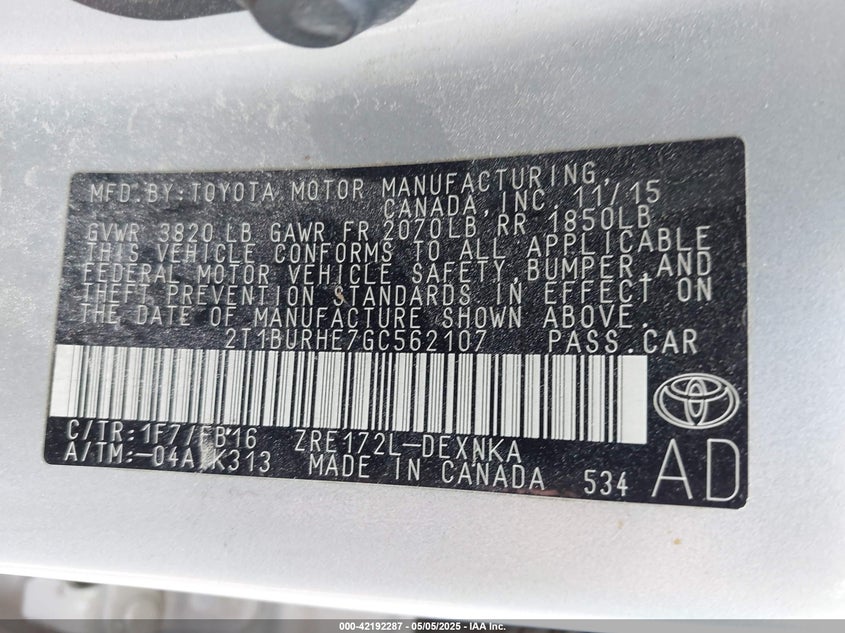 MFD.BY:TOYOTA MOTOR MANUFACTURING,
CANADA,INC. 11/15
GVWR 3820 LB GAWR FR 2070LB RR 1850LB
THIS VEHICLE CONFORMS TO ALL APPLICABLE
FEDERAL MOTOR VEHICLE SAFETY,BUMPER,AND
THEFT PREVENTION STANDARDS IN EFFECT ON
THE DATE OF MANUFACTURE SHOWN ABOVE.
2T1BURHE7GC562107 PASS.CAR
C/TR:1F7/FB16 ZRE172L-DEXNKA
A/TM:-04A/K313 MADE IN CANADA 534 AD
000-42192287 - 05/05/2025 - IAA Inc.